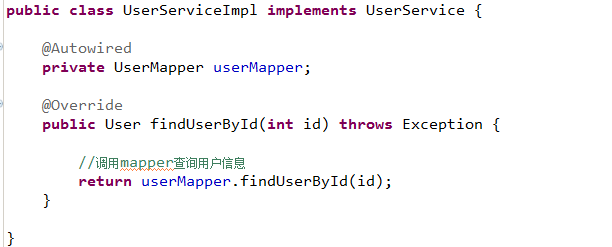 public class UserServiceImpl implements UserService {
@Autowired
private UserMapper userMapper;
@Override
public User findUserById(int id) throws Exception {
//调用mapper查询用户信息
return userMapper.findUserById(id);
}
}